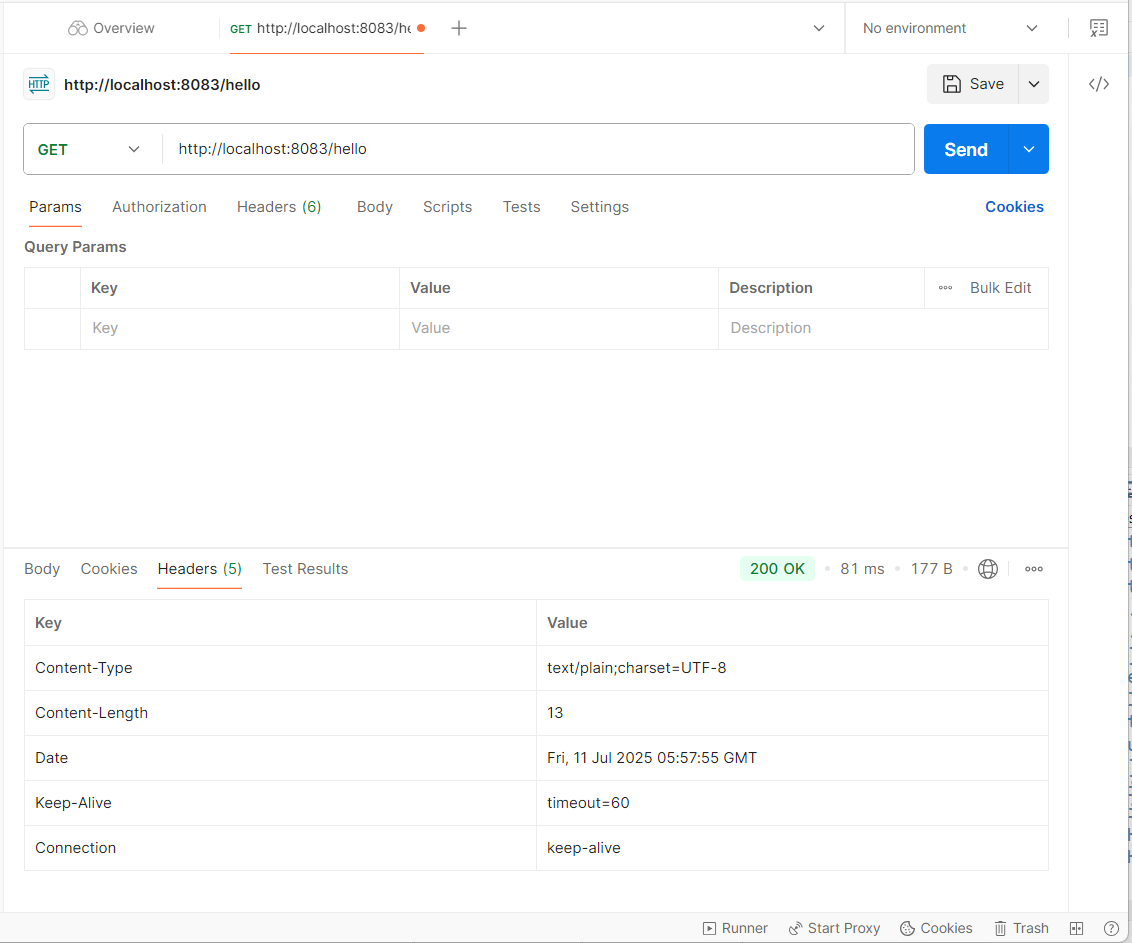 Overview
GET http://localhost:8083/he
No environment
HTTP http://localhost:8083/hello
Save
GET http://localhost:8083/hello
Send
Params Authorization Headers (6) Body Scripts Tests Settings Cookies
Query Params
Key Value Description Bulk Edit
Key Value Description
Body Cookies Headers (5) Test Results 200 OK • 81 ms • 177 B
Key Value
Content-Type text/plain;charset=UTF-8
Content-Length 13
Date Fri, 11 Jul 2025 05:57:55 GMT
Keep-Alive timeout=60
Connection keep-alive
Runner Start Proxy Cookies Trash